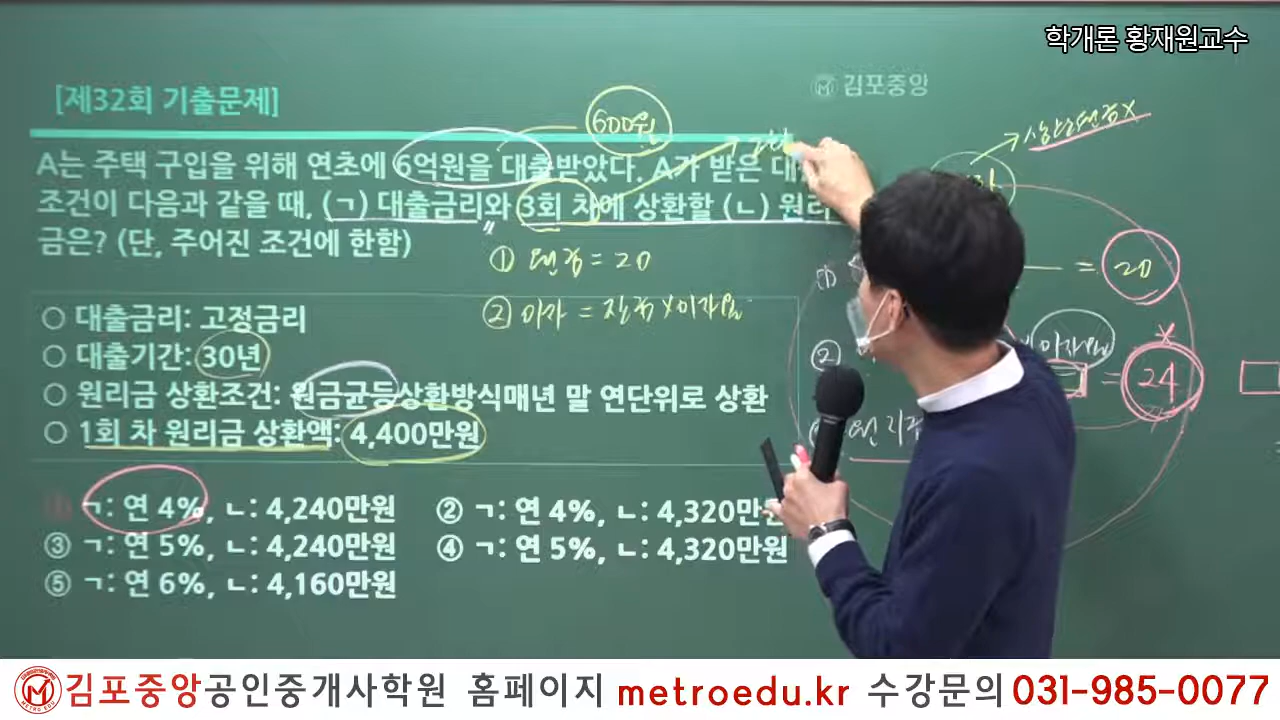 학개론 황재원교수
[제32회 기출문제]
김포중앙
600원
A는 주택 구입을 위해 연초에 6억원을 대출받았다. A가 받은 대
조건이 다음과 같을 때, (ㄱ) 대출금리와 3회 차에 상환할 (ㄴ) 원리
금은? (단, 주어진 조건에 한함)
① 원금 = 20
② 이자 = 잔금 X 이자율
○ 대출금리: 고정금리
○ 대출기간: 30년
○ 원리금 상환조건: 원금균등상환방식매년 말 연단위로 상환
○ 1회 차 원리금 상환액: 4,400만원
① ㄱ: 연 4%, ㄴ: 4,240만원
② ㄱ: 연 4%, ㄴ: 4,320만원
③ ㄱ: 연 5%, ㄴ: 4,240만원
④ ㄱ: 연 5%, ㄴ: 4,320만원
⑤ ㄱ: 연 6%, ㄴ: 4,160만원
= 20
② 이자율 = 24
원리금
김포중앙공인중개사학원 홈페이지 metroedu.kr 수강문의 031-985-0077